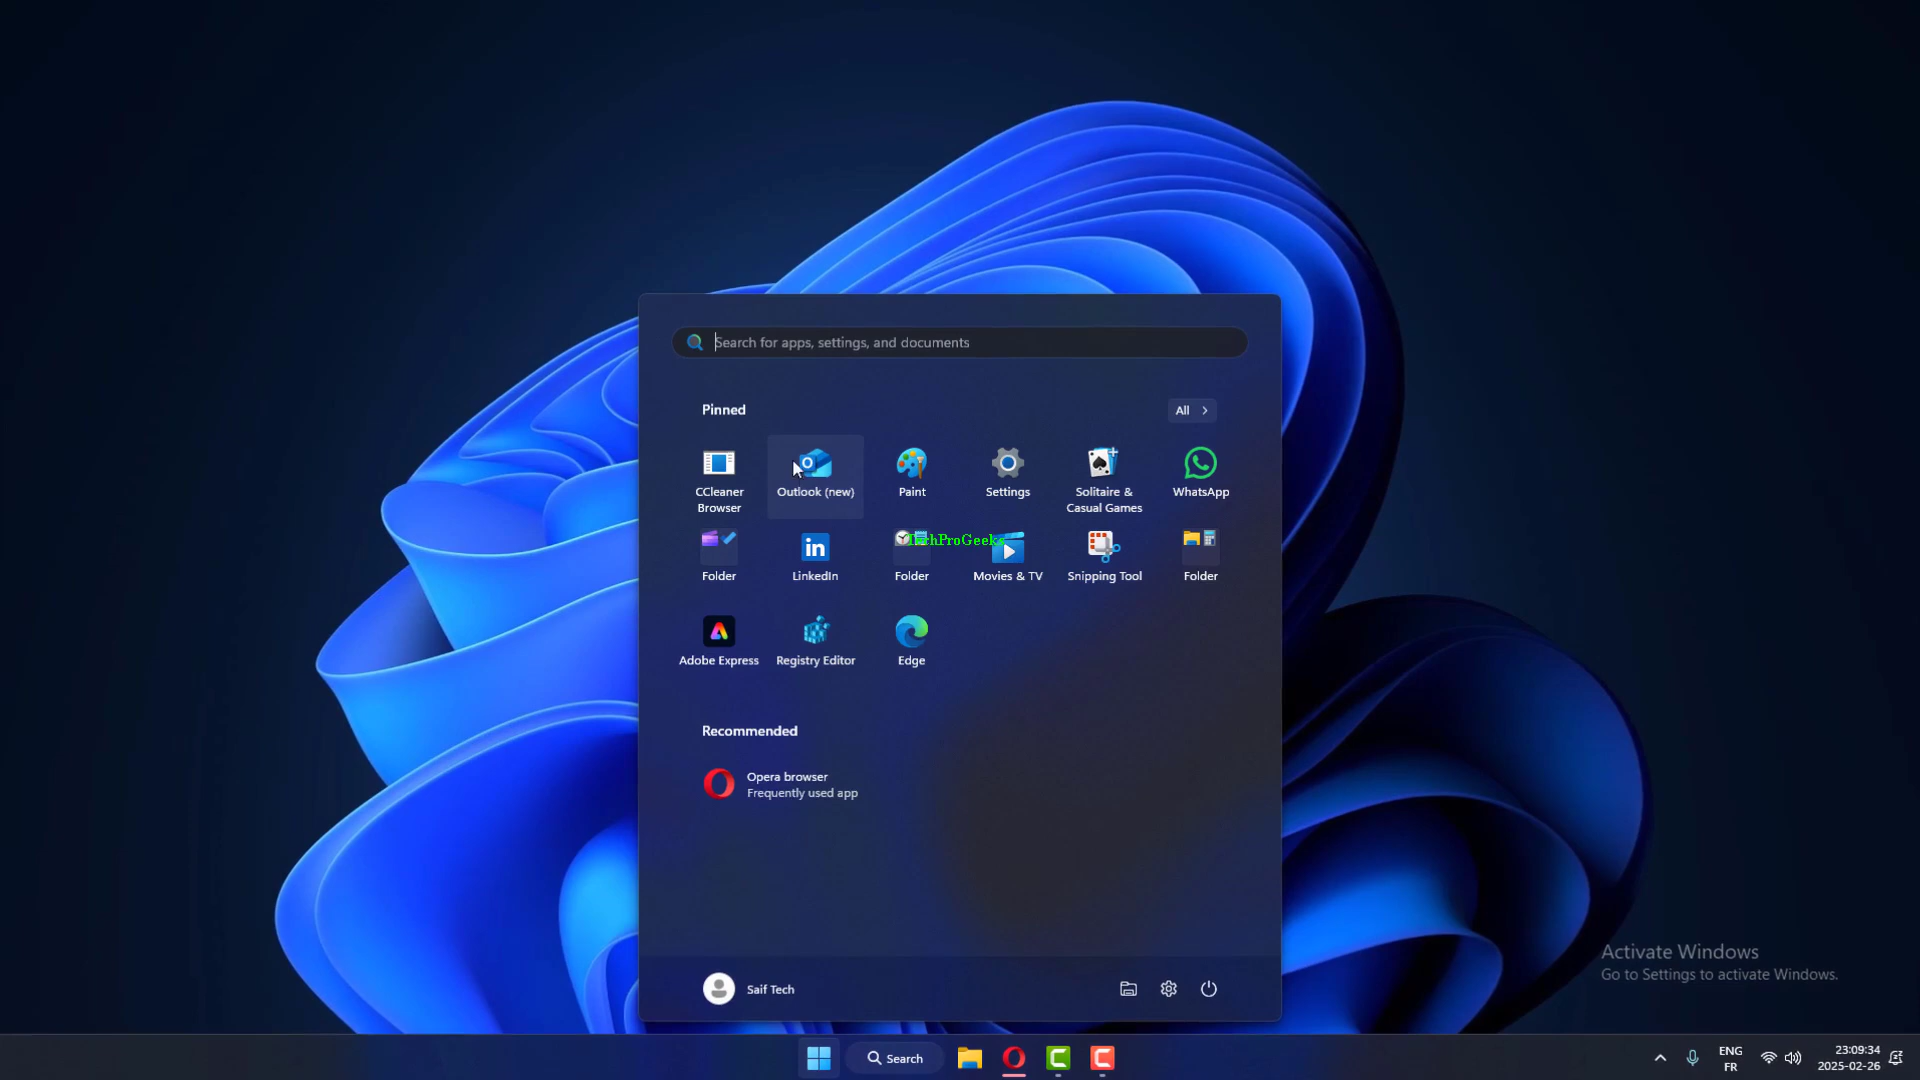 Search for apps, settings, and documents
Pinned
All
CCleaner
Browser
Outlook (new)
Paint
Settings
Solitaire &
Casual Games
WhatsApp
TechProGeeks
Folder
LinkedIn
Folder
Movies & TV
Snipping Tool
Folder
Adobe Express
Registry Editor
Edge
Recommended
Opera browser
Frequently used app
Activate Windows
Go to Settings to activate Windows.
Saif Tech
Search
ENG
FR
23:09:34
2025-02-26